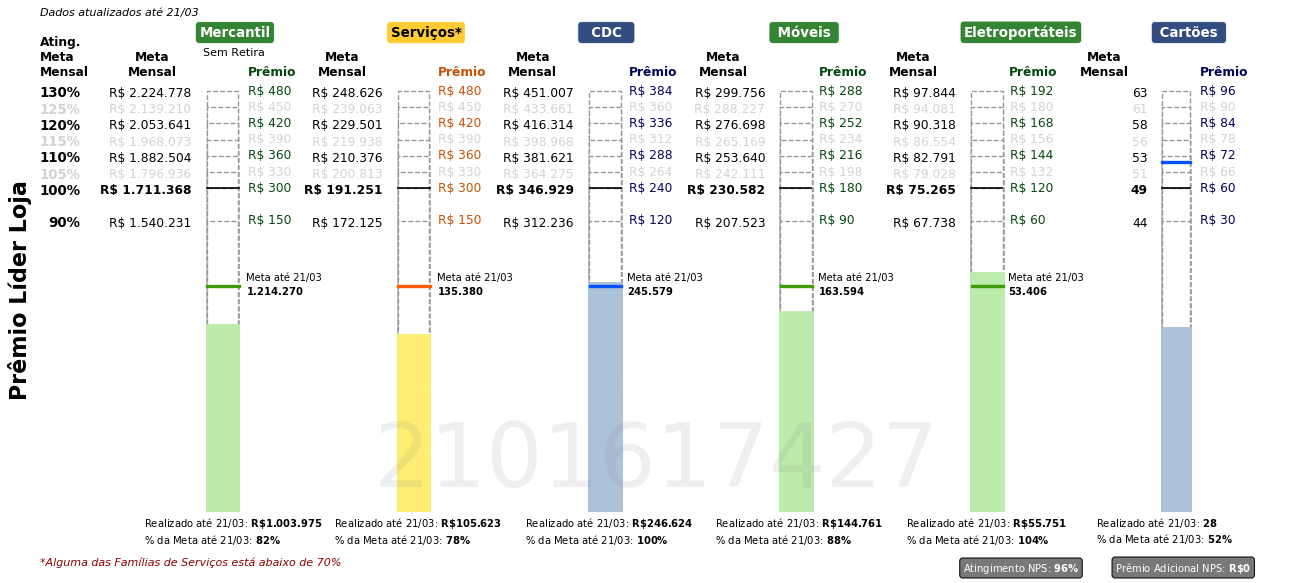 Dados atualizados até 21/03
Mercantil Serviços* CDC Móveis Eletroportáteis Cartões
Sem Retira
Ating. Meta Mensal Meta Mensal Prêmio Meta Mensal Prêmio Meta Mensal Prêmio Meta Mensal Prêmio Meta Mensal Prêmio Meta Mensal Prêmio
130% R$ 2.224.778 R$ 480 R$ 248.626 R$ 480 R$ 451.007 R$ 384 R$ 299.756 R$ 288 R$ 97.844 R$ 192 63 R$ 96
125% R$ 2.139.210 R$ 450 R$ 239.063 R$ 450 R$ 433.661 R$ 360 R$ 288.227 R$ 270 R$ 94.081 R$ 180 61 R$ 90
120% R$ 2.053.641 R$ 420 R$ 229.501 R$ 420 R$ 416.314 R$ 336 R$ 276.698 R$ 252 R$ 90.318 R$ 168 58 R$ 84
115% R$ 1.968.073 R$ 390 R$ 219.938 R$ 390 R$ 398.968 R$ 312 R$ 265.169 R$ 234 R$ 86.554 R$ 156 56 R$ 78
110% R$ 1.882.504 R$ 360 R$ 210.376 R$ 360 R$ 381.621 R$ 288 R$ 253.640 R$ 216 R$ 82.791 R$ 144 53 R$ 72
105% R$ 1.796.936 R$ 330 R$ 200.813 R$ 330 R$ 364.275 R$ 264 R$ 242.111 R$ 198 R$ 79.028 R$ 132 51 R$ 66
100% R$ 1.711.368 R$ 300 R$ 191.251 R$ 300 R$ 346.929 R$ 240 R$ 230.582 R$ 180 R$ 75.265 R$ 120 49 R$ 60
90% R$ 1.540.231 R$ 150 R$ 172.125 R$ 150 R$ 312.236 R$ 120 R$ 207.523 R$ 90 R$ 67.738 R$ 60 44 R$ 30
Prêmio Líder Loja
Meta até 21/03 Meta até 21/03 Meta até 21/03 Meta até 21/03 Meta até 21/03
1.214.270 135.380 245.579 163.594 53.406
2101617427
Realizado até 21/03: R$1.003.975 Realizado até 21/03: R$105.623 Realizado até 21/03: R$246.624 Realizado até 21/03: R$144.761 Realizado até 21/03: R$55.751 Realizado até 21/03: 28
% da Meta até 21/03: 82% % da Meta até 21/03: 78% % da Meta até 21/03: 100% % da Meta até 21/03: 88% % da Meta até 21/03: 104% % da Meta até 21/03: 52%
*Alguma das Famílias de Serviços está abaixo de 70% Atingimento NPS: 96% Prêmio Adicional NPS: R$0